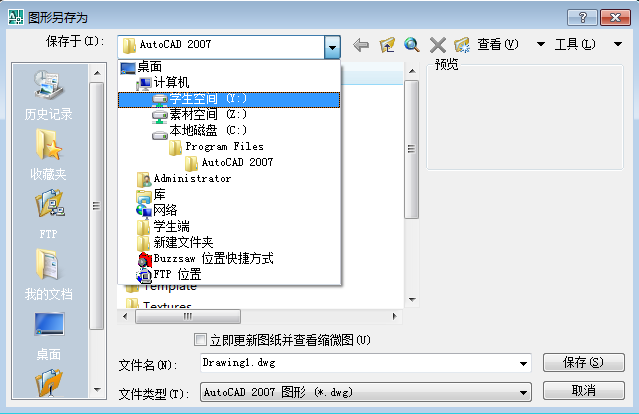 图形另存为
保存于(I):
AutoCAD 2007
查看(V)
工具(L)
桌面
计算机
学生空间 (Y:)
素材空间 (Z:)
本地磁盘 (C:)
Program Files
AutoCAD 2007
Administrator
库
网络
学生端
新建文件夹
Buzzsaw 位置快捷方式
FTP 位置
Template
Textures
历史记录
收藏夹
FTP
我的文档
桌面
预览
立即更新图纸并查看缩微图(U)
文件名(N):
Drawing1.dwg
保存(S)
文件类型(T):
AutoCAD 2007 图形 (*.dwg)
取消